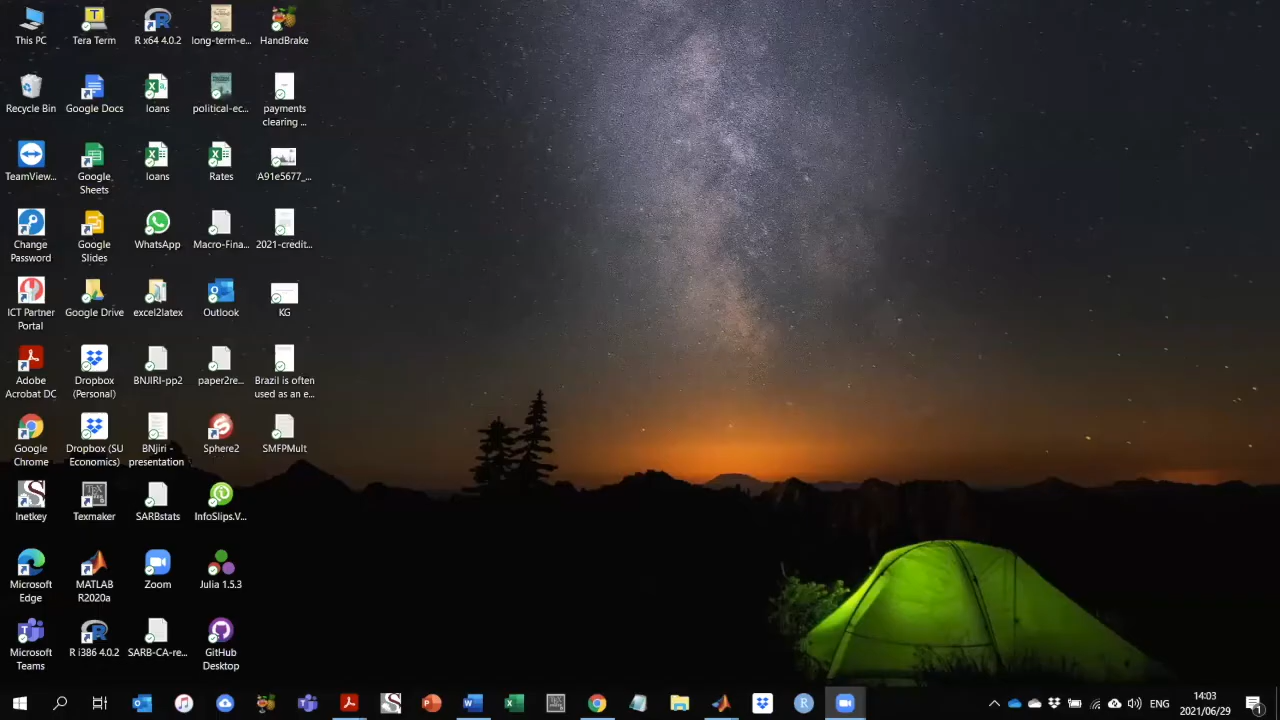 This PC
Tera Term
R x64 4.0.2
long-term-e...
HandBrake
Recycle Bin
Google Docs
loans
political-ec...
payments
clearing ...
TeamView...
Google
Sheets
loans
Rates
A91e5677_...
Change
Password
Google
Slides
WhatsApp
Macro-Fina...
2021-credit...
ICT Partner
Portal
Google Drive
excel2latex
Outlook
KG
Adobe
Acrobat DC
Dropbox
(Personal)
BNJIRI-pp2
paper2re...
Brazil is often
used as an e...
Google
Chrome
Dropbox (SU
Economics)
BNjiri -
presentation
Sphere2
SMFPMult
Inetkey
Texmaker
SARBstats
InfoSlips.V...
Microsoft
Edge
MATLAB
R2020a
Zoom
Julia 1.5.3
Microsoft
Teams
R i386 4.0.2
SARB-CA-re...
GitHub
Desktop
ENG
14:03
2021/06/29